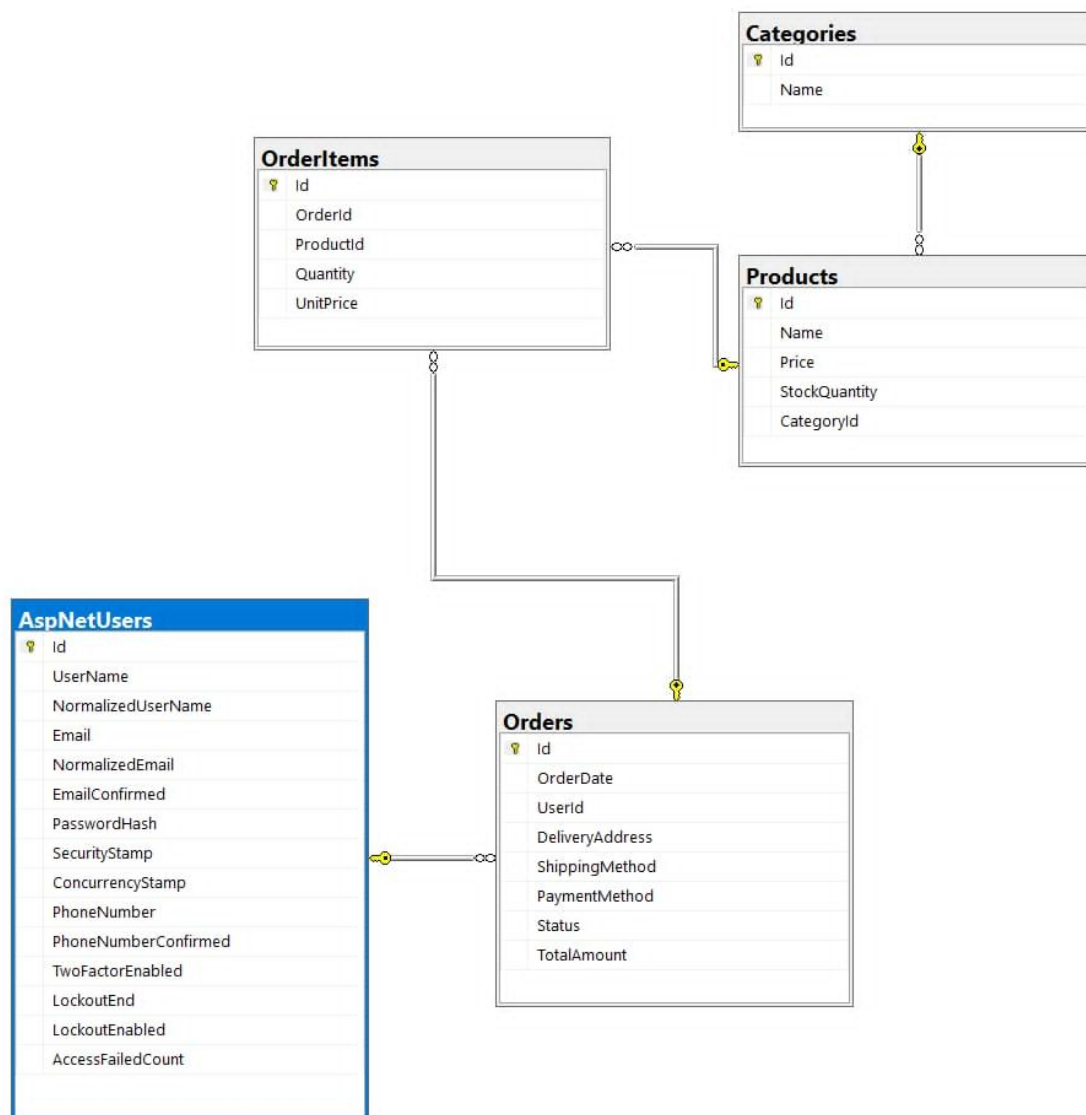 Categories
Id
Name
OrderItems
Id
OrderId
ProductId
Quantity
UnitPrice
Products
Id
Name
Price
StockQuantity
CategoryId
AspNetUsers
Id
UserName
NormalizedUserName
Email
NormalizedEmail
EmailConfirmed
PasswordHash
SecurityStamp
ConcurrencyStamp
PhoneNumber
PhoneNumberConfirmed
TwoFactorEnabled
LockoutEnd
LockoutEnabled
AccessFailedCount
Orders
Id
OrderDate
UserId
DeliveryAddress
ShippingMethod
PaymentMethod
Status
TotalAmount